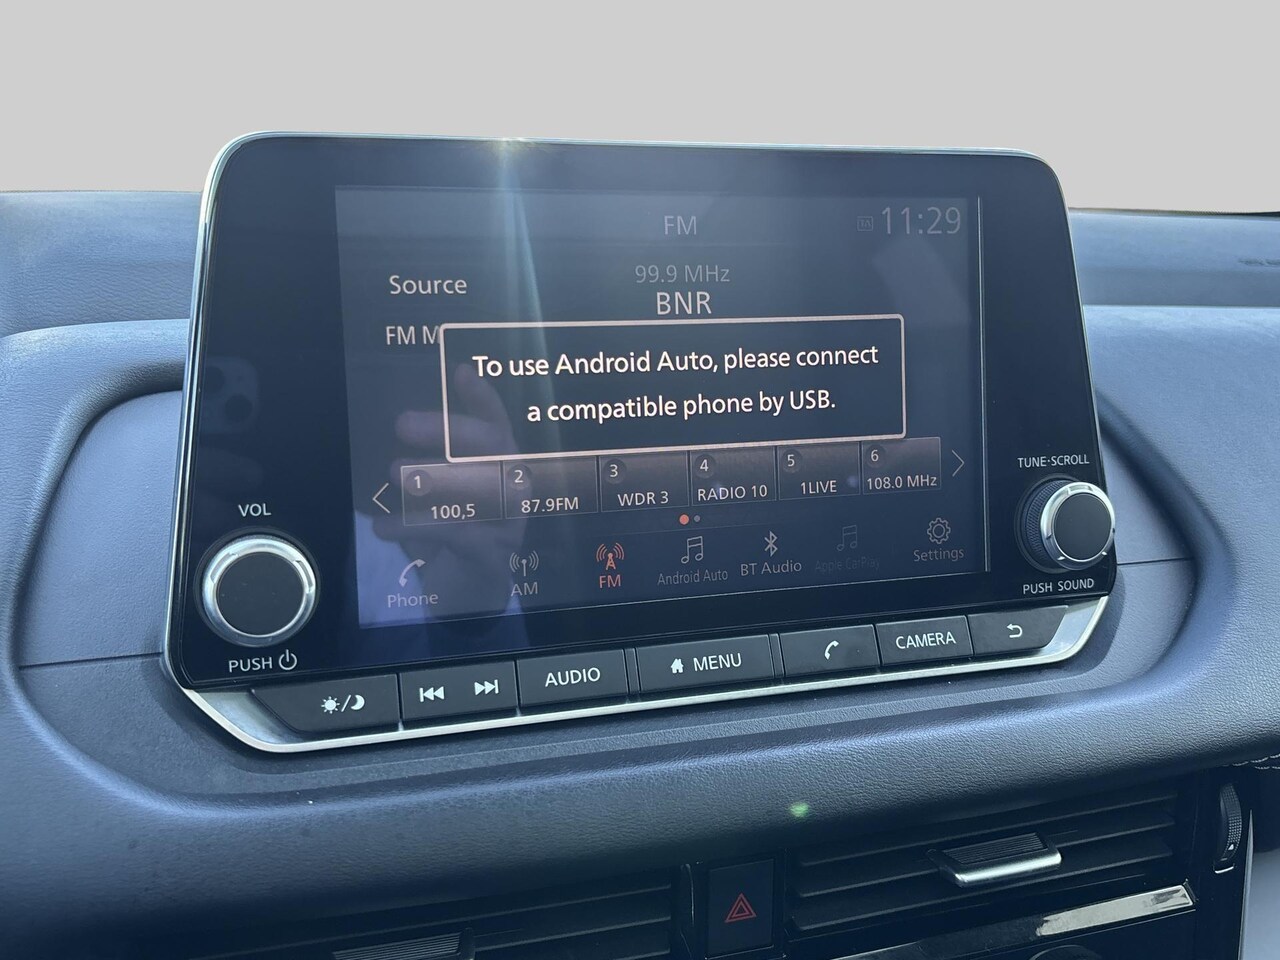 FM
11:29
99.9 MHz
Source
BNR
FM M
To use Android Auto, please connect
a compatible phone by USB.
1 2 3 4 5 6
100,5 87.9FM WDR 3 RADIO 10 1LIVE 108.0 MHz
Phone AM FM Android Auto BT Audio Apple CarPlay Settings
VOL
PUSH
TUNE·SCROLL
PUSH SOUND
AUDIO
MENU
CAMERA